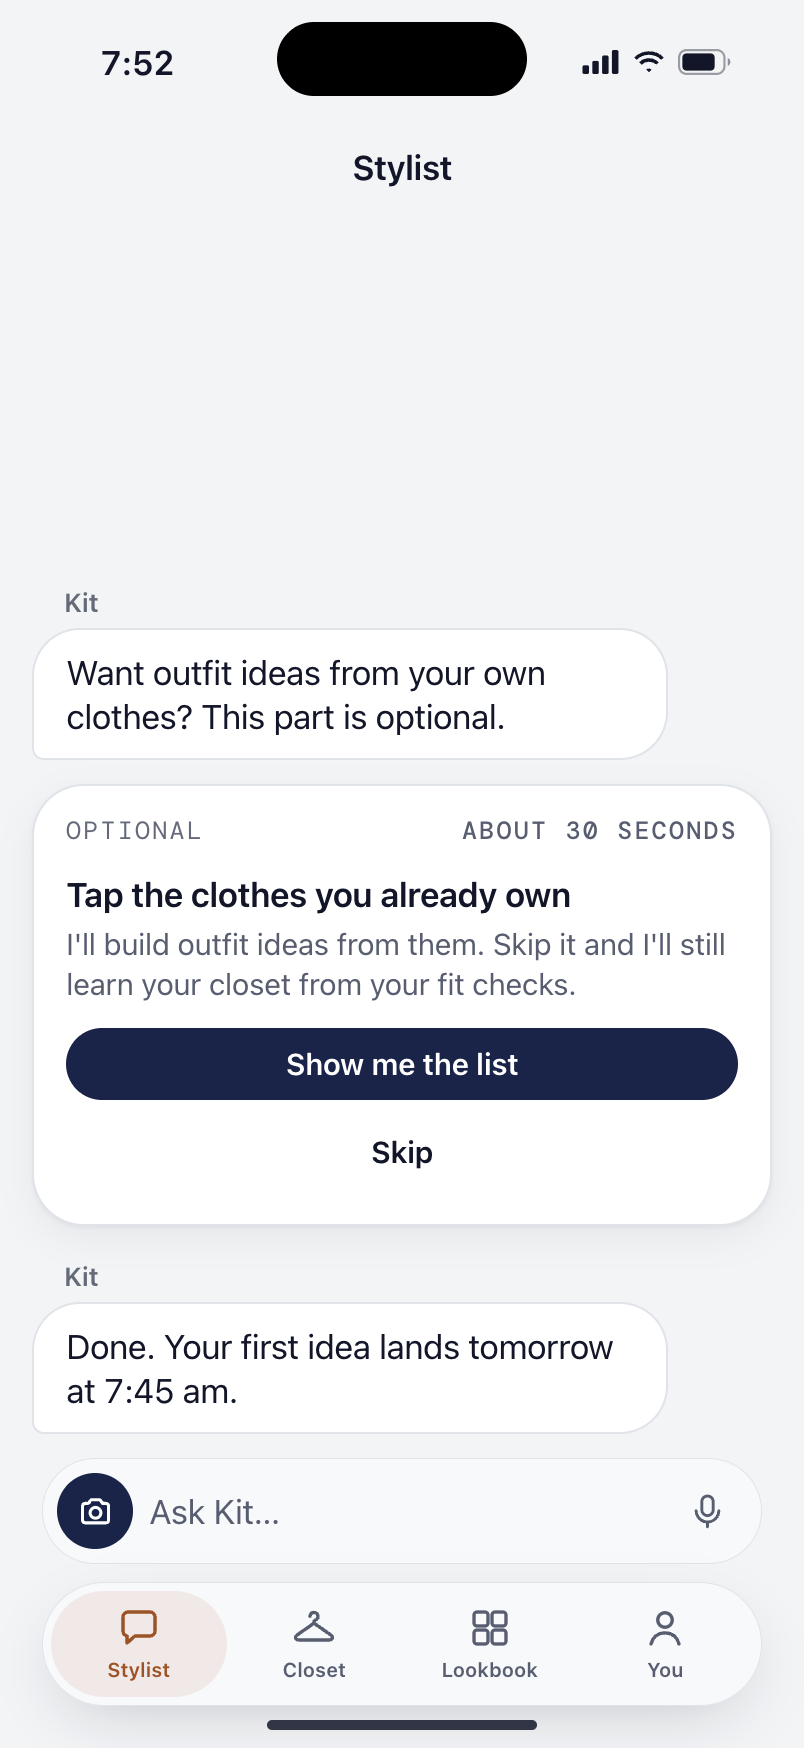 7:52
Stylist
Kit
Want outfit ideas from your own
clothes? This part is optional.
OPTIONAL
ABOUT 30 SECONDS
Tap the clothes you already own
I'll build outfit ideas from them. Skip it and I'll still
learn your closet from your fit checks.
Show me the list
Skip
Kit
Done. Your first idea lands tomorrow
at 7:45 am.
Ask Kit...
Stylist
Closet
Lookbook
You